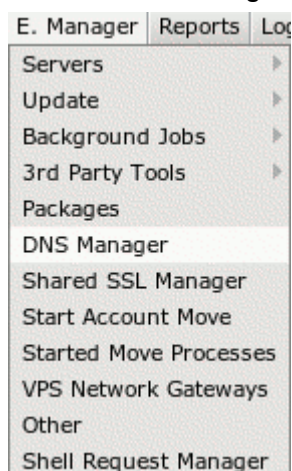 E. Manager Reports Log
Servers
Update
Background Jobs
3rd Party Tools
Packages
DNS Manager
Shared SSL Manager
Start Account Move
Started Move Processes
VPS Network Gateways
Other
Shell Request Manager